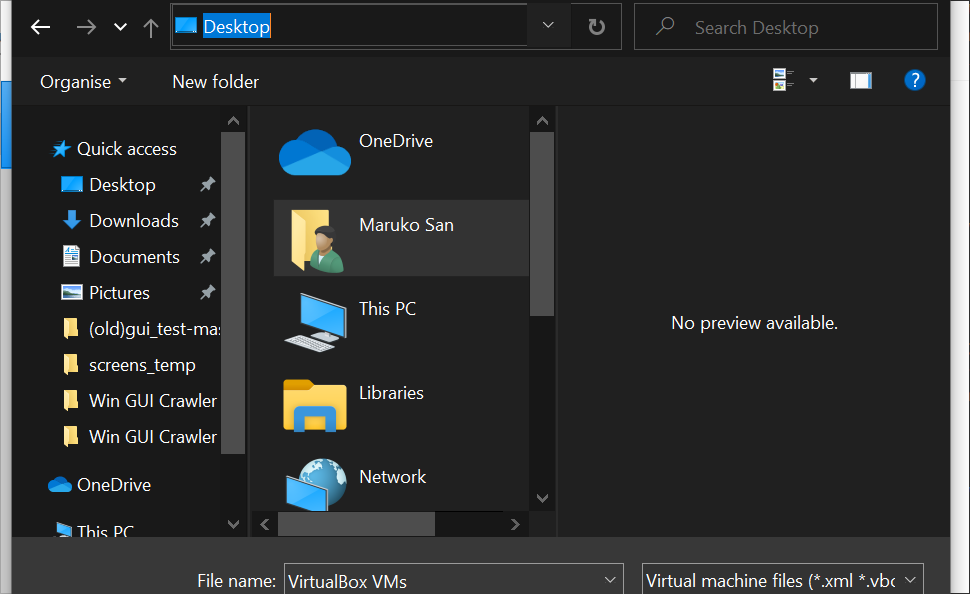 Desktop
Search Desktop
Organise
New folder
?
Quick access
Desktop
Downloads
Documents
Pictures
(old)gui_test-mas
screens_temp
Win GUI Crawler
Win GUI Crawler
OneDrive
This PC
OneDrive
Maruko San
This PC
Libraries
Network
No preview available.
File name:
VirtualBox VMs
Virtual machine files (*.xml *.vbo